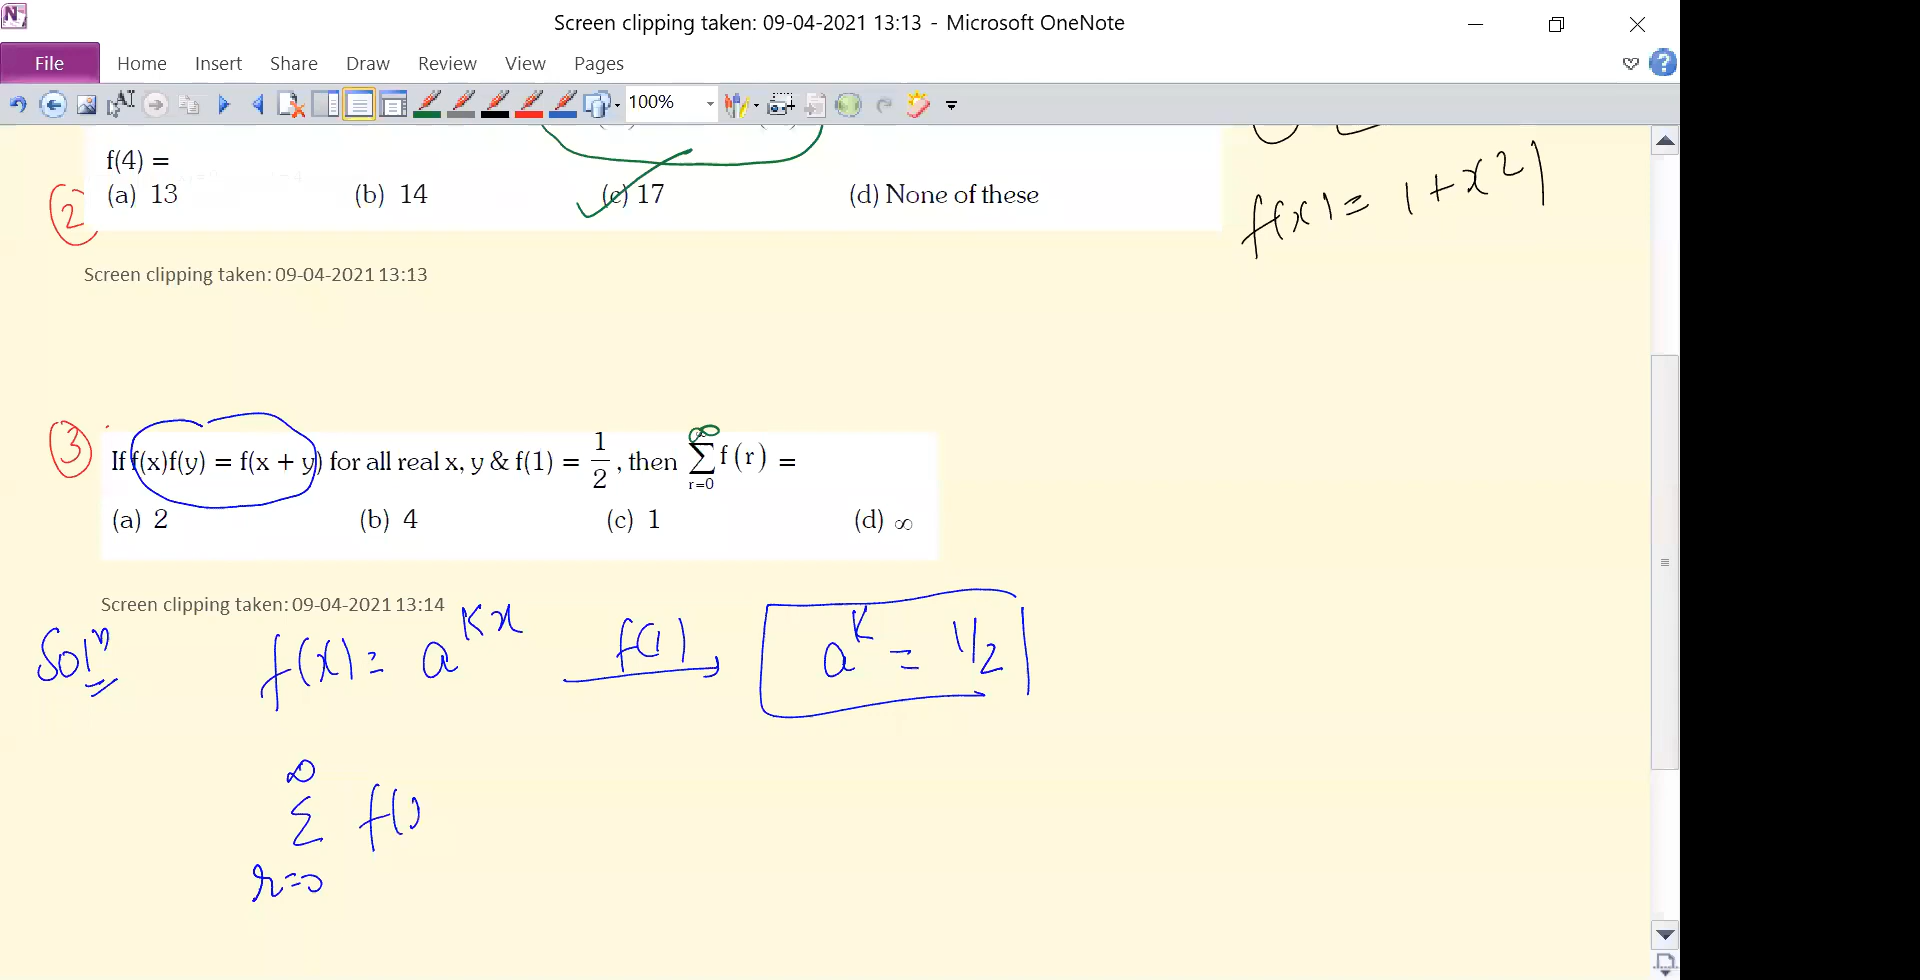 Screen clipping taken: 09-04-2021 13:13 - Microsoft OneNote
File Home Insert Share Draw Review View Pages
100%
f(4) =
(a) 13 (b) 14 (c) 17 (d) None of these
2
f(x) = 1 + x² |
Screen clipping taken: 09-04-2021 13:13
3
If f(x)f(y) = f(x + y) for all real x, y & f(1) = 1/2, then ∑_{r=0}^{∞} f(r) =
(a) 2 (b) 4 (c) 1 (d) ∞
Screen clipping taken: 09-04-2021 13:14
Solⁿ f(x) = a^{Kx} f(1) → a^K = 1/2
∞
Σ f()
r=0